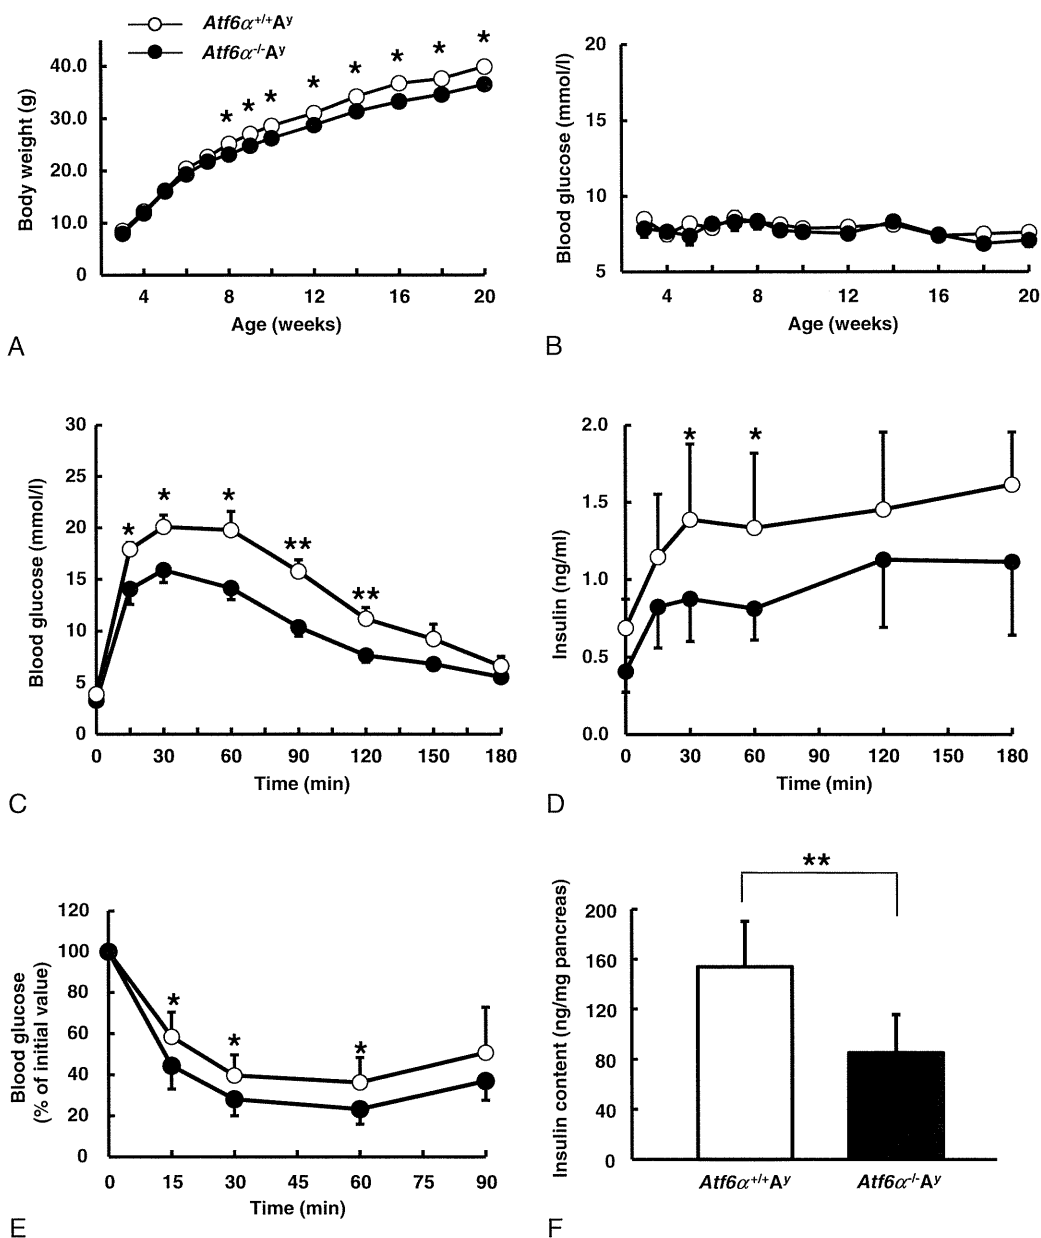 Atf6α+/+Ay
Atf6α-/-Ay
* * * * * * * *
40.0
30.0
20.0
10.0
0
Body weight (g)
4 8 12 16 20
Age (weeks)
A
20
15
10
5
Blood glucose (mmol/l)
4 8 12 16 20
Age (weeks)
B
30
25
20
15
10
5
0
Blood glucose (mmol/l)
* * * ** **
0 30 60 90 120 150 180
Time (min)
C
2.0
1.5
1.0
0.5
0.0
Insulin (ng/ml)
* *
0 30 60 90 120 180
Time (min)
D
120
100
80
60
40
20
0
Blood glucose
(% of initial value)
* * *
0 15 30 45 60 75 90
Time (min)
E
**
200
160
120
80
40
0
Insulin content (ng/mg pancreas)
Atf6α+/+Ay Atf6α-/-Ay
F